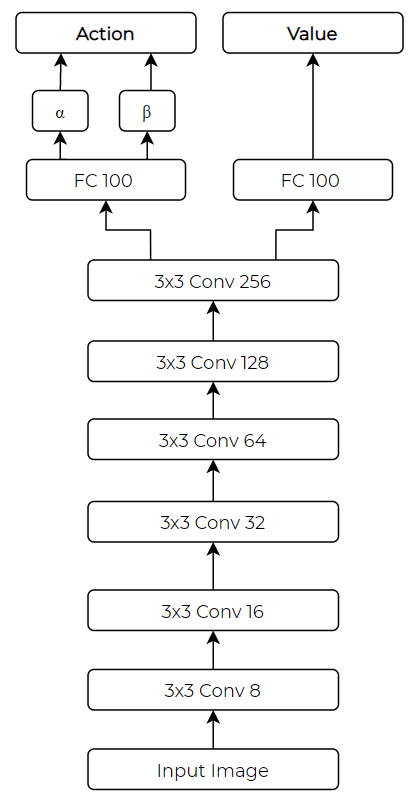 Action
Value
α
β
FC 100
FC 100
3x3 Conv 256
3x3 Conv 128
3x3 Conv 64
3x3 Conv 32
3x3 Conv 16
3x3 Conv 8
Input Image